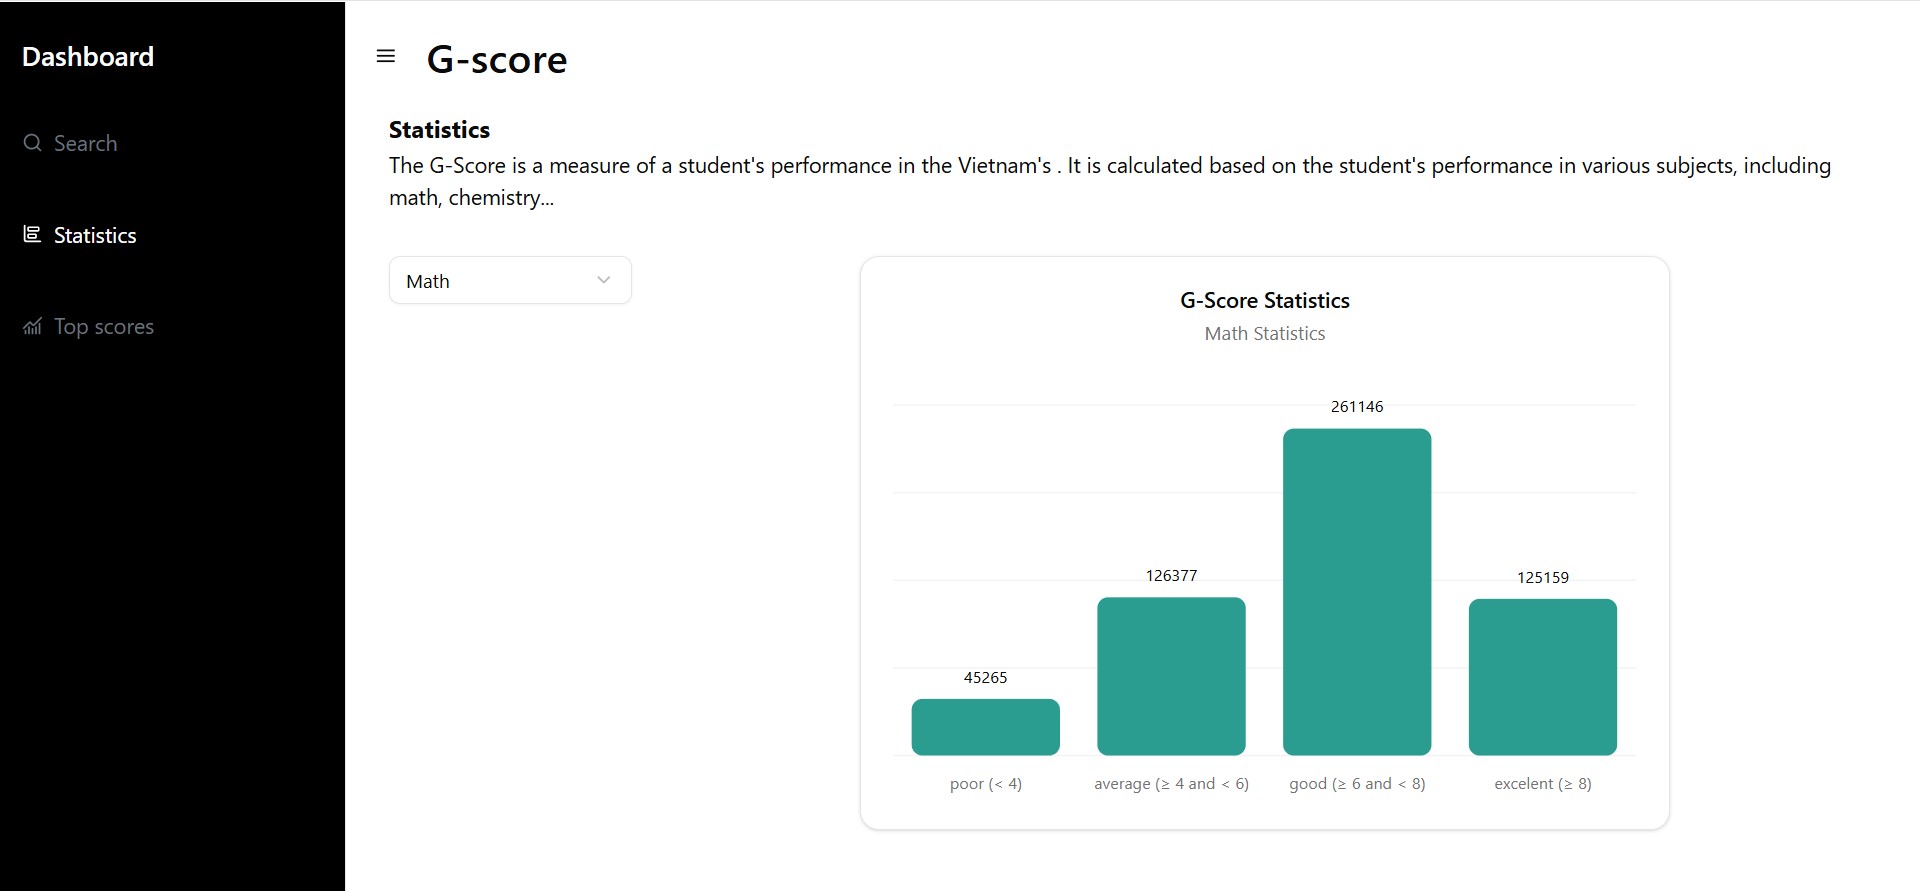 Dashboard
Search
Statistics
Top scores
G-score
Statistics
The G-Score is a measure of a student's performance in the Vietnam's . It is calculated based on the student's performance in various subjects, including
math, chemistry...
Math
G-Score Statistics
Math Statistics
261146
126377
125159
45265
poor (< 4)
average (≥ 4 and < 6)
good (≥ 6 and < 8)
excelent (≥ 8)